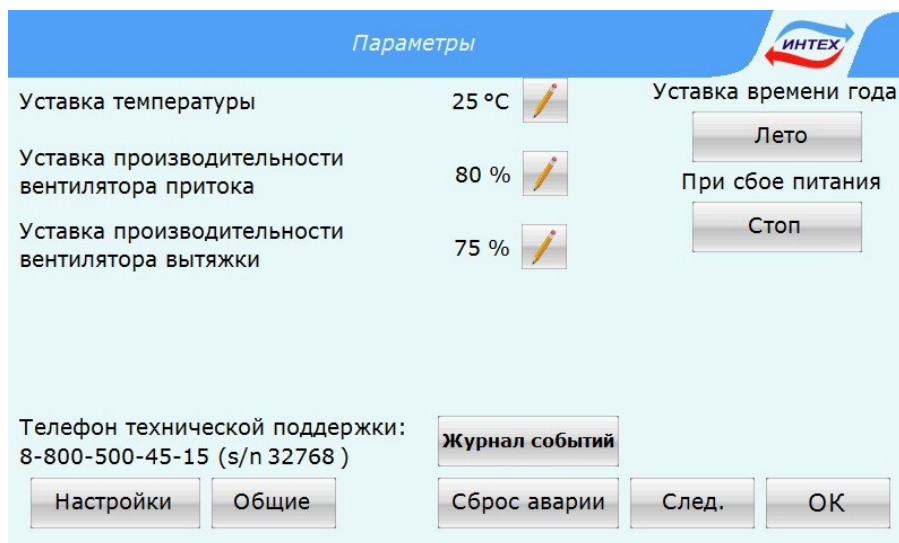 Параметры
ИНТЕХ
Уставка температуры
25 °C
Уставка времени года
Лето
Уставка производительности
вентилятора притока
80 %
При сбое питания
Стоп
Уставка производительности
вентилятора вытяжки
75 %
Телефон технической поддержки:
8-800-500-45-15 (s/n 32768 )
Журнал событий
Настройки
Общие
Сброс аварии
След.
ОК